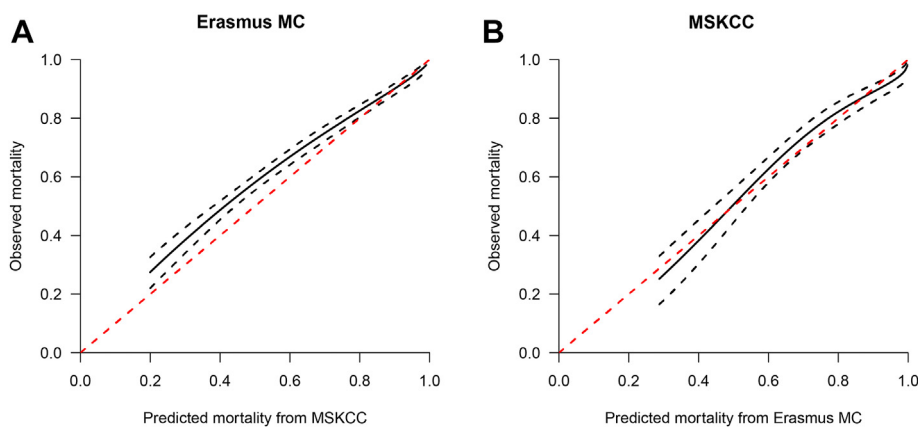 A
Erasmus MC
1.0
0.8
0.6
0.4
0.2
0.0
Observed mortality
0.0 0.2 0.4 0.6 0.8 1.0
Predicted mortality from MSKCC
B
MSKCC
1.0
0.8
0.6
0.4
0.2
0.0
Observed mortality
0.0 0.2 0.4 0.6 0.8 1.0
Predicted mortality from Erasmus MC